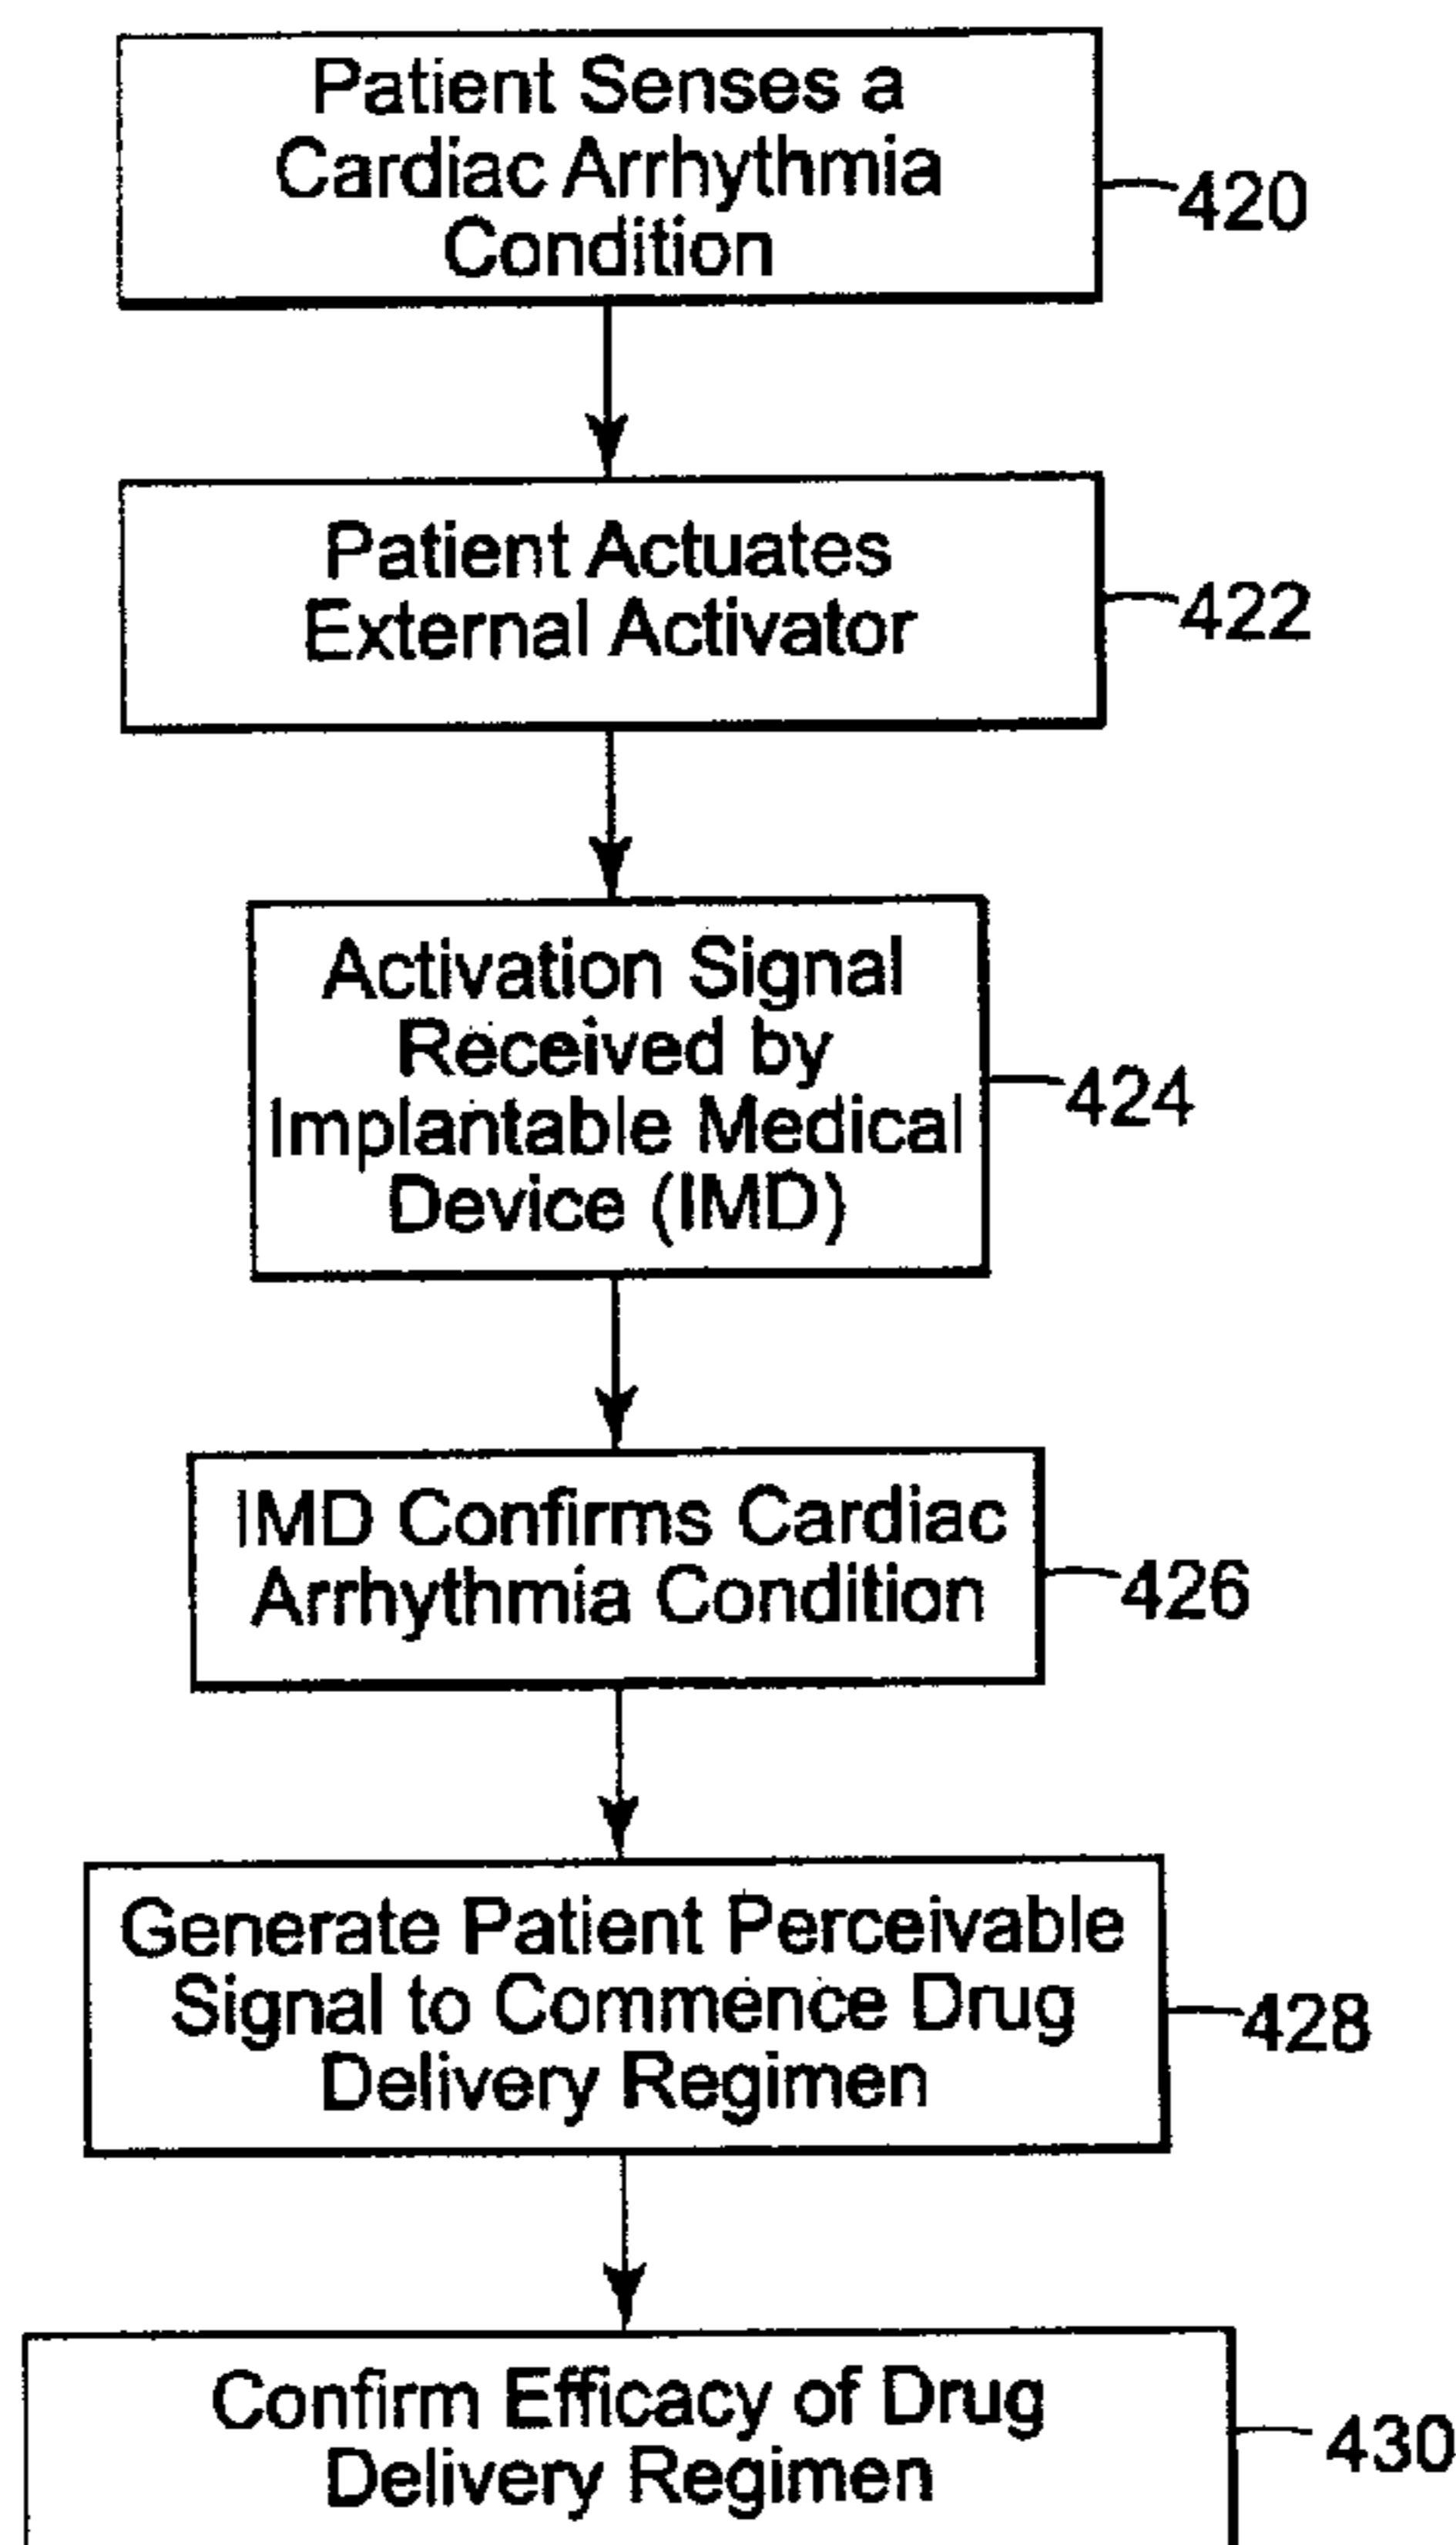 Patient Senses a
Cardiac Arrhythmia
Condition
420
Patient Actuates
External Activator
422
Activation Signal
Received by
Implantable Medical
Device (IMD)
424
IMD Confirms Cardiac
Arrhythmia Condition
426
Generate Patient Perceivable
Signal to Commence Drug
Delivery Regimen
428
Confirm Efficacy of Drug
Delivery Regimen
430